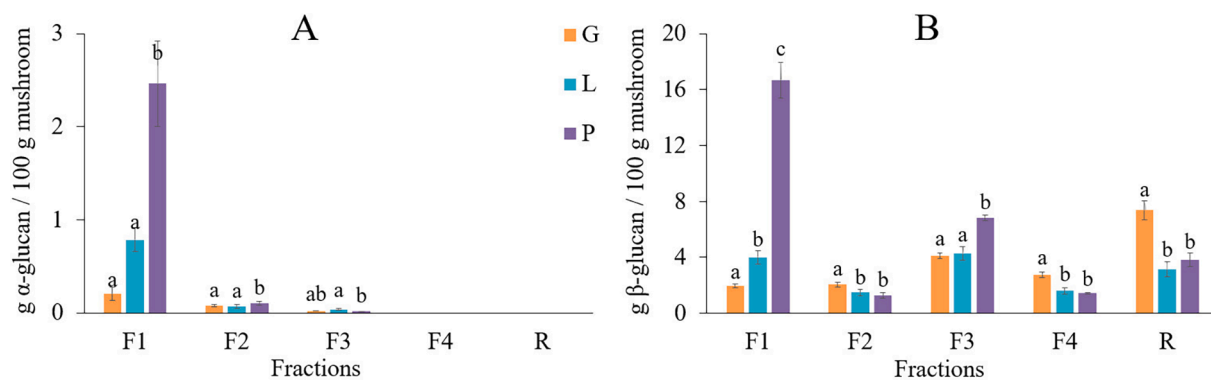 A
g α-glucan / 100 g mushroom
3
2
1
0
a
a
b
a
a
b
ab
a
b
F1 F2 F3 F4 R
Fractions
G
L
P
B
g β-glucan / 100 g mushroom
20
16
12
8
4
0
a
b
c
a
b
b
a
a
b
a
b
b
a
b
b
F1 F2 F3 F4 R
Fractions